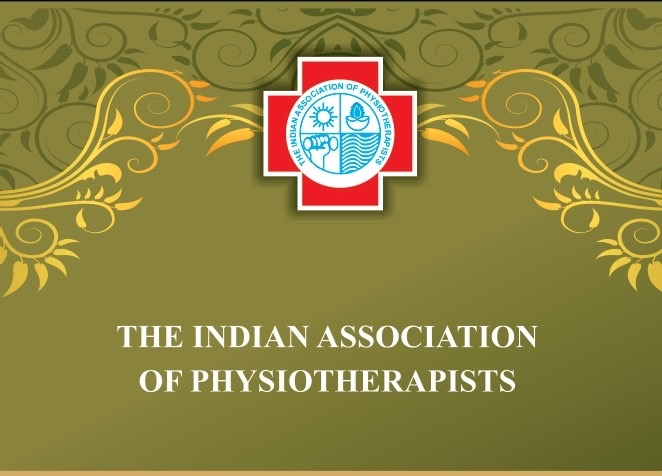 THE INDIAN ASSOCIATION OF PHYSIOTHERAPISTS
THE INDIAN ASSOCIATION
OF PHYSIOTHERAPISTS